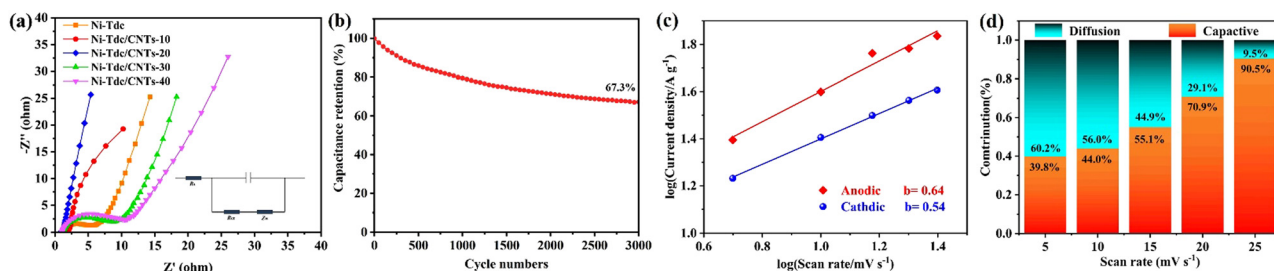 (a)
Ni-Tdc
Ni-Tdc/CNTs-10
Ni-Tdc/CNTs-20
Ni-Tdc/CNTs-30
Ni-Tdc/CNTs-40
-Z'' (ohm)
40
35
30
25
20
15
10
5
0
0 5 10 15 20 25 30 35 40
Z' (ohm)
(b)
Capacitance retention (%)
100
80
60
40
20
0
67.3%
0 500 1000 1500 2000 2500 3000
Cycle numbers
(c)
log(Current density/A g⁻¹)
1.8
1.6
1.4
1.2
Anodic b= 0.64
Cathdic b= 0.54
0.6 0.8 1.0 1.2 1.4
log(Scan rate/mV s⁻¹)
(d)
Diffusion Capactive
Comtrinution(%)
1.0
0.8
0.6
0.4
0.2
0.0
60.2%
39.8%
56.0%
44.0%
44.9%
55.1%
29.1%
70.9%
9.5%
90.5%
5 10 15 20 25
Scan rate (mV s⁻¹)